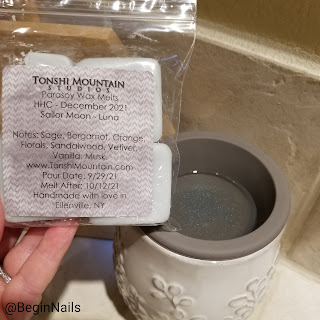 TONSHI MOUNTAIN
STUDIOS
Parasoy Wax Melts
HHC - December 2021
Sailor Moon - Luna
Notes: Sage, Bergamot, Orange,
Florals, Sandalwood, Vetiver,
Vanilla, Musk.
www.TonshiMountain.com
Pour Date: 9/29/21
Melt After: 10/12/21
Handmade with love in
Ellenville, NY
@BeginNails